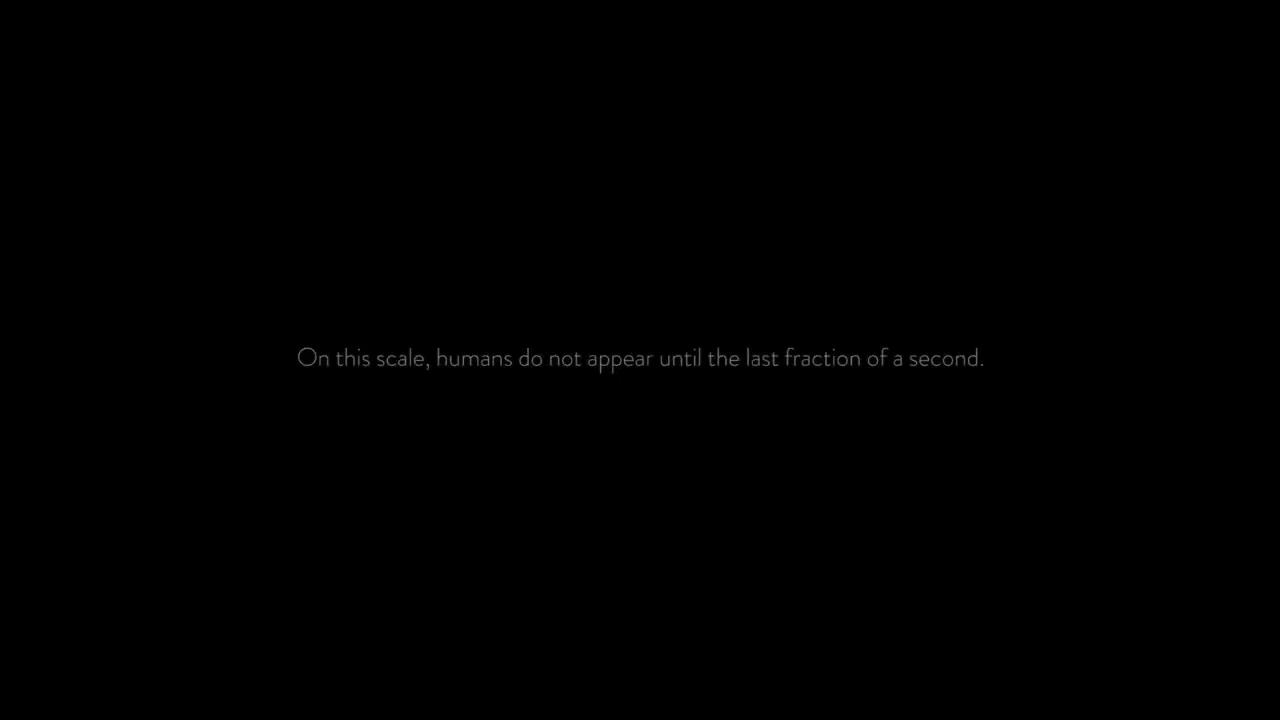 On this scale, humans do not appear until the last fraction of a second.